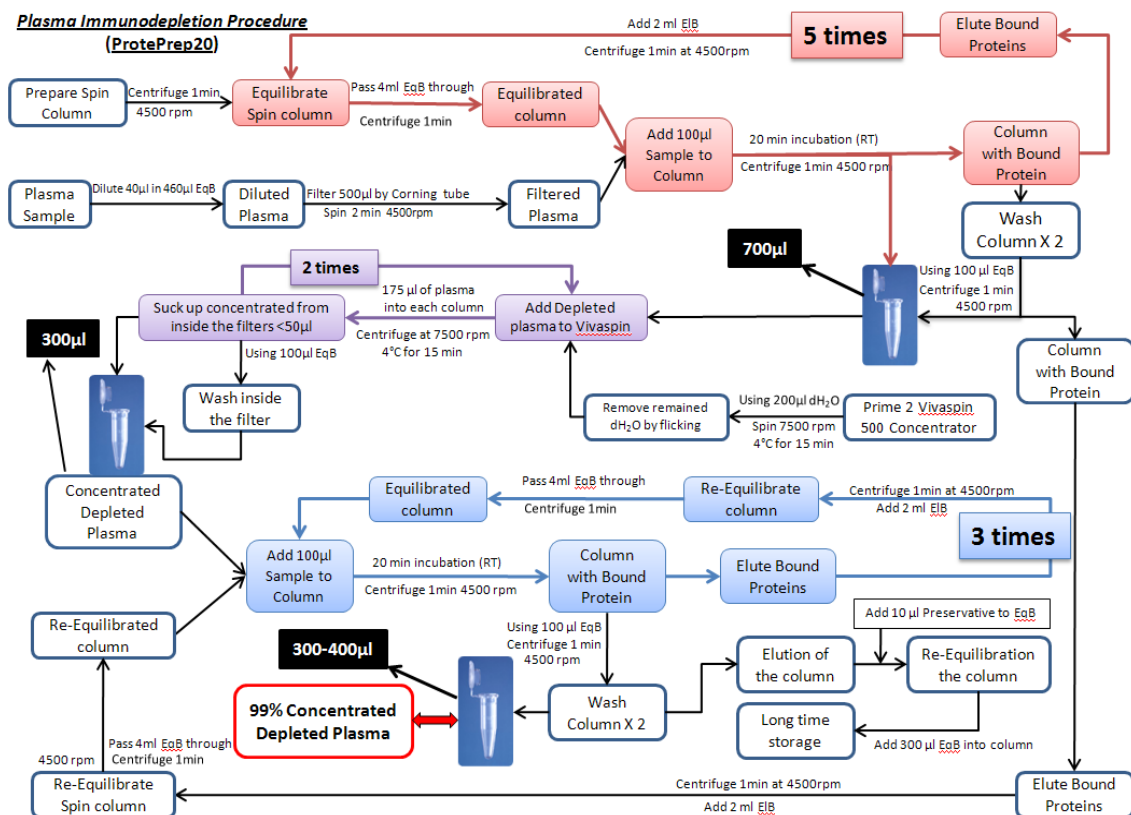 Plasma Immunodepletion Procedure
(ProtePrep20)
Add 2 ml ElB
Centrifuge 1min at 4500rpm
5 times
Elute Bound
Proteins
Prepare Spin
Column
Centrifuge 1min
4500 rpm
Equilibrate
Spin column
Pass 4ml EqB through
Centrifuge 1min
Equilibrated
column
Add 100µl
Sample to
Column
20 min incubation (RT)
Centrifuge 1min 4500 rpm
Column
with Bound
Protein
Plasma
Sample
Dilute 40µl in 460µl EqB
Diluted
Plasma
Filter 500µl by Corning tube
Spin 2 min 4500rpm
Filtered
Plasma
Wash
Column X 2
700µl
Using 100 µl EqB
Centrifuge 1 min
4500 rpm
2 times
Suck up concentrated from
inside the filters <50µl
175 µl of plasma
into each column
Centrifuge at 7500 rpm
4°C for 15 min
Add Depleted
plasma to Vivaspin
300µl
Using 100µl EqB
Wash inside
the filter
Remove remained
dH₂O by flicking
Using 200µl dH₂O
Spin 7500 rpm
4°C for 15 min
Prime 2 Vivaspin
500 Concentrator
Column
with Bound
Protein
Concentrated
Depleted
Plasma
Equilibrated
column
Pass 4ml EqB through
Centrifuge 1min
Re-Equilibrate
column
Centrifuge 1min at 4500rpm
Add 2 ml ElB
3 times
Add 100µl
Sample to
Column
20 min incubation (RT)
Centrifuge 1min 4500 rpm
Column
with Bound
Protein
Elute Bound
Proteins
Re-Equilibrated
column
Using 100 µl EqB
Centrifuge 1 min
4500 rpm
300-400µl
99% Concentrated
Depleted Plasma
Wash
Column X 2
Add 10 µl Preservative to EqB
Elution of
the column
Re-Equilibration
the column
Long time
storage
Add 300 µl EqB into column
4500 rpm
Pass 4ml EqB through
Centrifuge 1min
Re-Equilibrate
Spin column
Centrifuge 1min at 4500rpm
Add 2 ml ElB
Elute Bound
Proteins